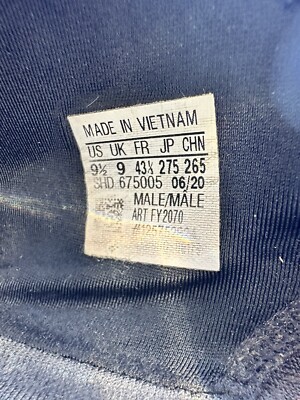 MADE IN VIETNAM
US UK FR JP CHN
9½ 9 43⅓ 275 265
SHD 675005 06/20
MALE/MALE
ART FY2070